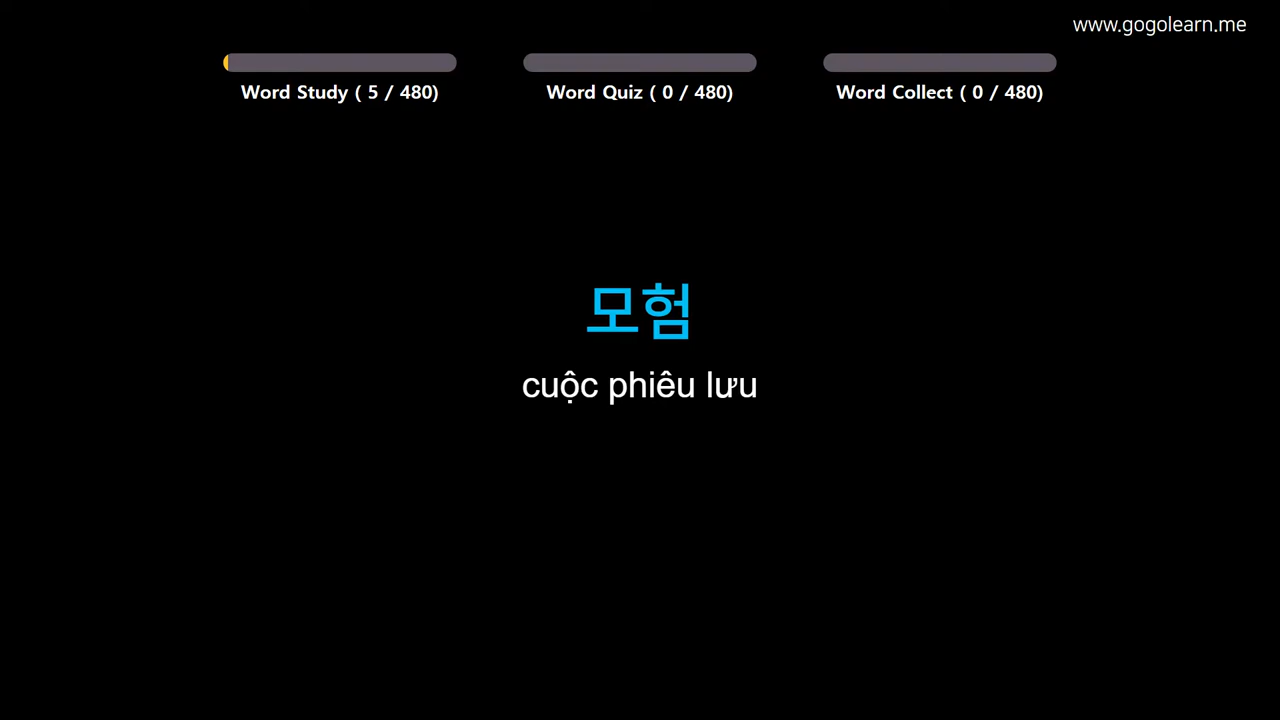 www.gogolearn.me
Word Study ( 5 / 480)
Word Quiz ( 0 / 480)
Word Collect ( 0 / 480)
모험
cuộc phiêu lưu